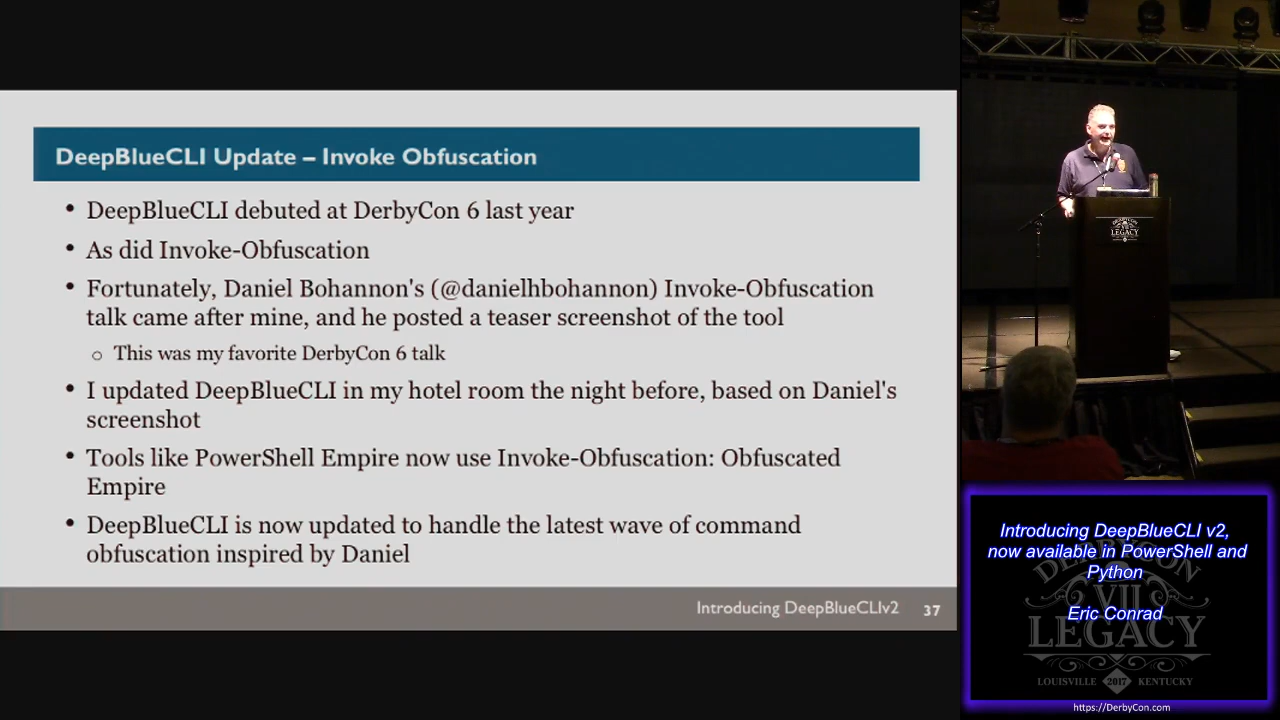 DeepBlueCLI Update – Invoke Obfuscation
• DeepBlueCLI debuted at DerbyCon 6 last year
• As did Invoke-Obfuscation
• Fortunately, Daniel Bohannon's (@danielhbohannon) Invoke-Obfuscation
talk came after mine, and he posted a teaser screenshot of the tool
o This was my favorite DerbyCon 6 talk
• I updated DeepBlueCLI in my hotel room the night before, based on Daniel's
screenshot
• Tools like PowerShell Empire now use Invoke-Obfuscation: Obfuscated
Empire
• DeepBlueCLI is now updated to handle the latest wave of command
obfuscation inspired by Daniel
Introducing DeepBlueCLIv2 37
LEGACY
Introducing DeepBlueCLI v2,
now available in PowerShell and
Python
Eric Conrad
DERBYCON
VII
LEGACY
LOUISVILLE 2017 KENTUCKY
https://DerbyCon.com